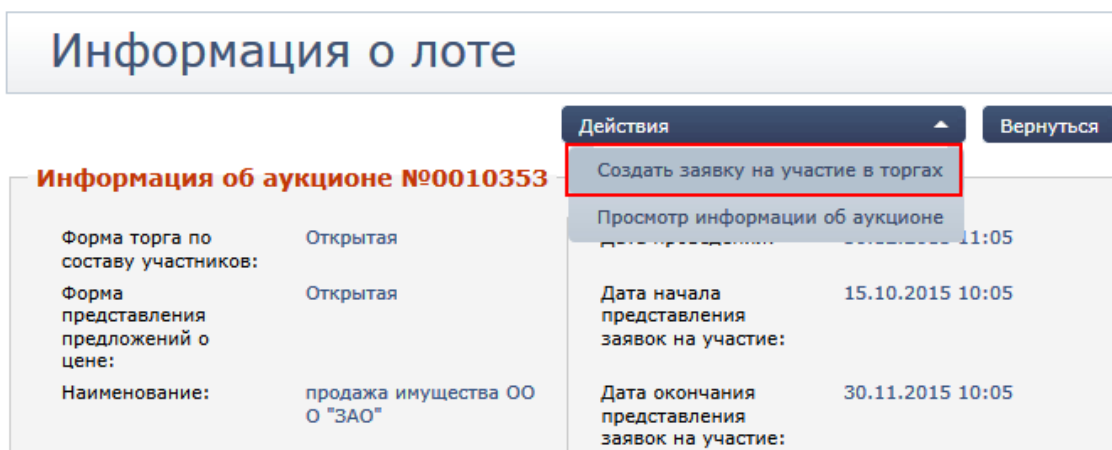 Информация о лоте
Действия
Вернуться
Создать заявку на участие в торгах
Просмотр информации об аукционе
Информация об аукционе №0010353
Форма торга по
составу участников:
Открытая
11:05
Форма
представления
предложений о
цене:
Открытая
Дата начала
представления
заявок на участие:
15.10.2015 10:05
Наименование:
продажа имущества ОО
О "ЗАО"
Дата окончания
представления
заявок на участие:
30.11.2015 10:05